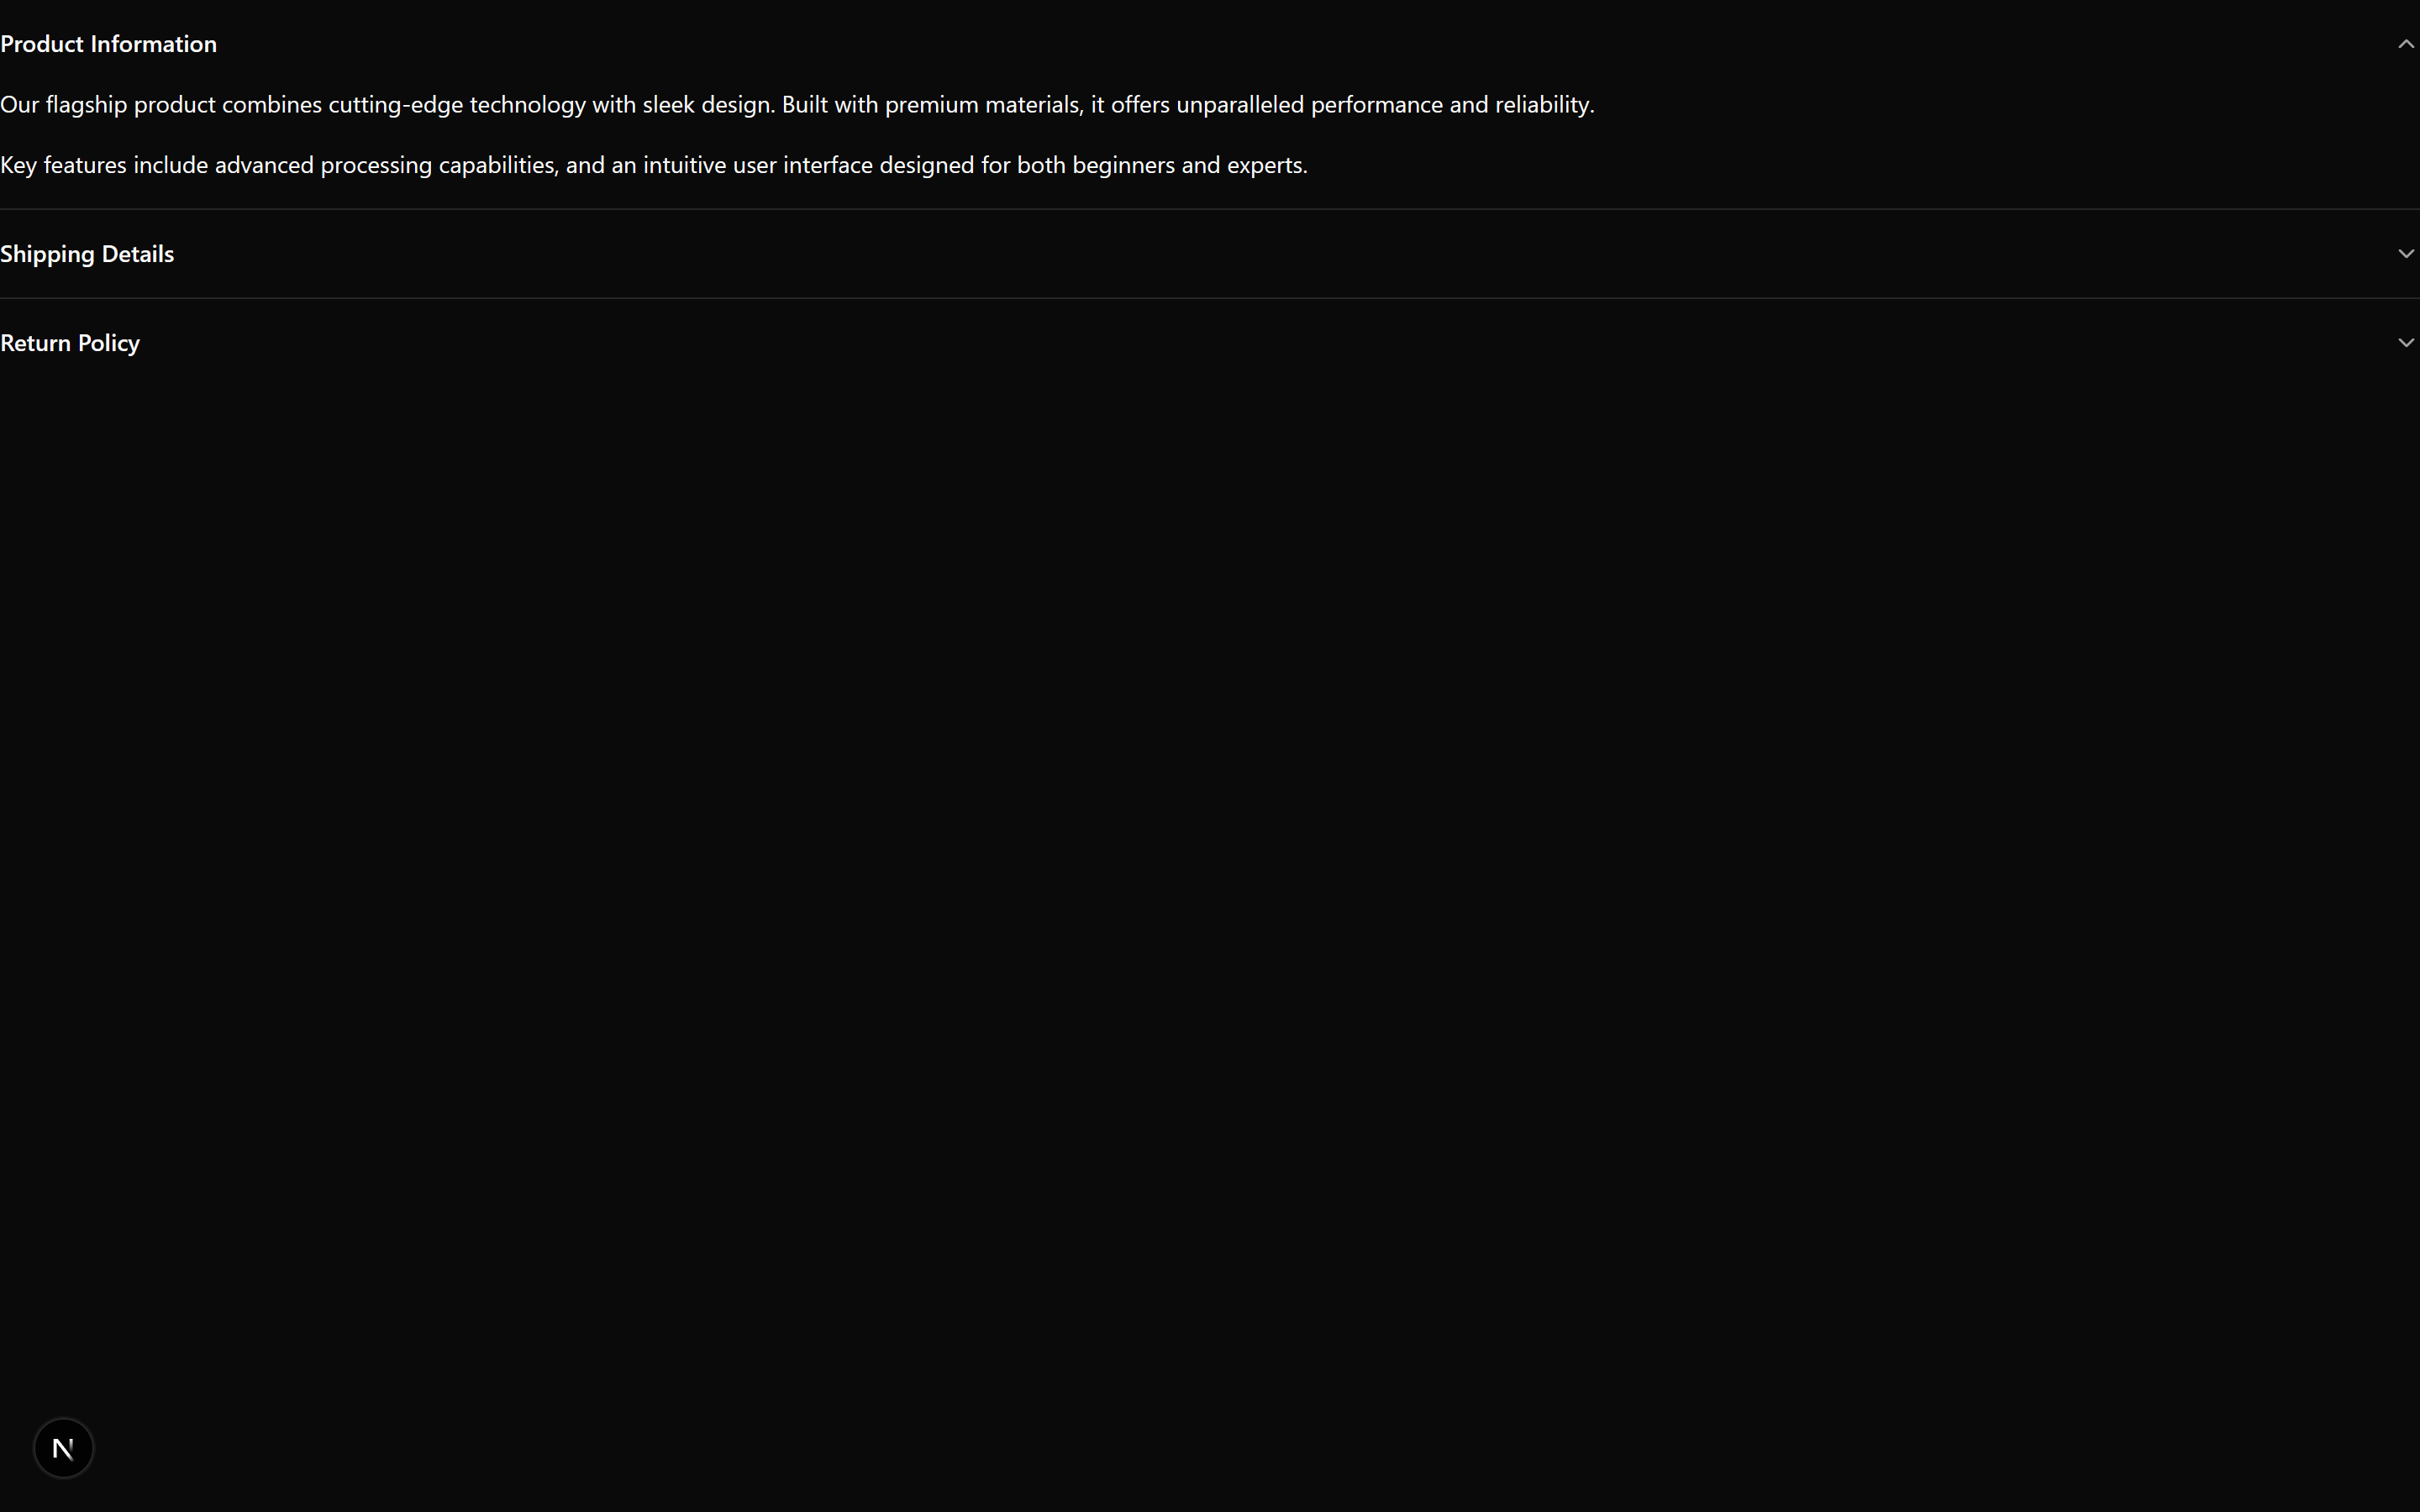 Product Information
Our flagship product combines cutting-edge technology with sleek design. Built with premium materials, it offers unparalleled performance and reliability.
Key features include advanced processing capabilities, and an intuitive user interface designed for both beginners and experts.
Shipping Details
Return Policy
N